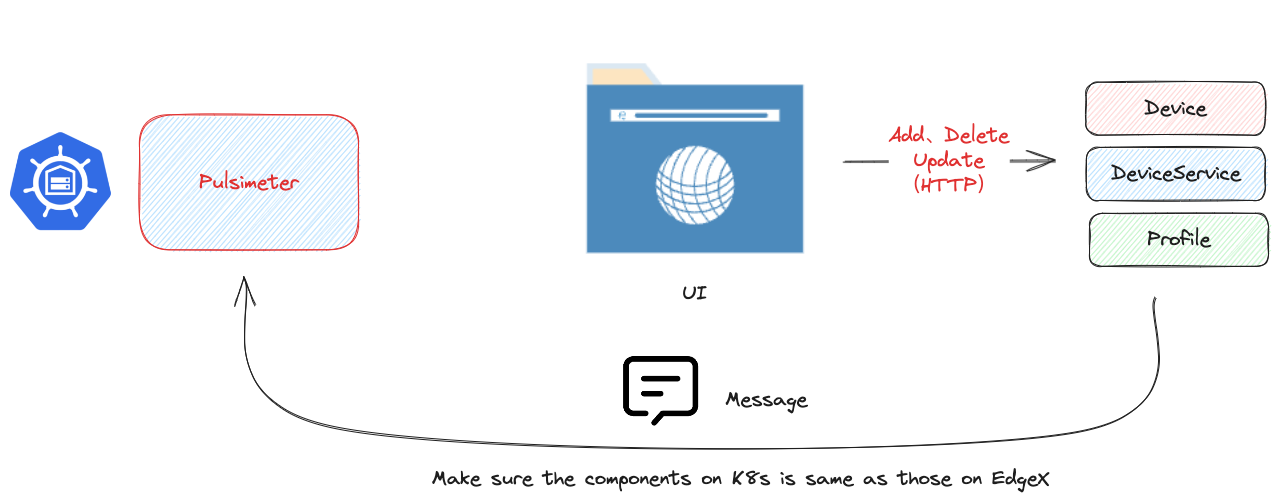 Pulsimeter
Add、Delete
Update
(HTTP)
Device
DeviceService
Profile
UI
Message
Make sure the components on K8s is same as those on EdgeX